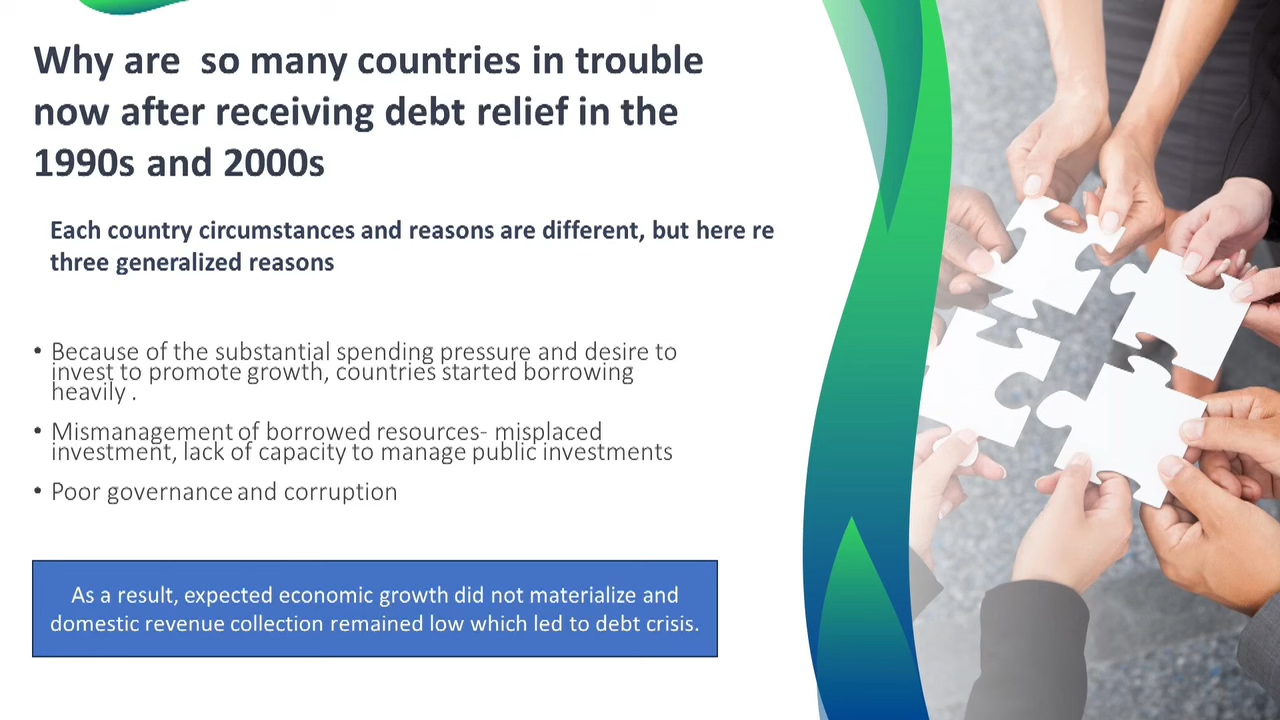 Why are  so many countries in trouble
now after receiving debt relief in the
1990s and 2000s
Each country circumstances and reasons are different, but here re
three generalized reasons
• Because of the substantial spending pressure and desire to
invest to promote growth, countries started borrowing
heavily .
• Mismanagement of borrowed resources- misplaced
investment, lack of capacity to manage public investments
• Poor governance and corruption
As a result, expected economic growth did not materialize and
domestic revenue collection remained low which led to debt crisis.